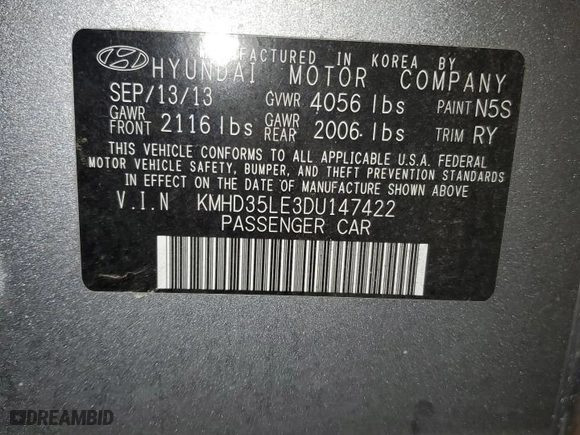 MANUFACTURED IN KOREA BY
HYUNDAI MOTOR COMPANY
SEP/13/13 GVWR 4056 lbs PAINT N5S
GAWR FRONT 2116 lbs GAWR REAR 2006 lbs TRIM RY
THIS VEHICLE CONFORMS TO ALL APPLICABLE U.S.A. FEDERAL
MOTOR VEHICLE SAFETY, BUMPER, AND THEFT PREVENTION STANDARDS
IN EFFECT ON THE DATE OF MANUFACTURE SHOWN ABOVE
V.I.N KMHD35LE3DU147422
PASSENGER CAR
DREAMBID